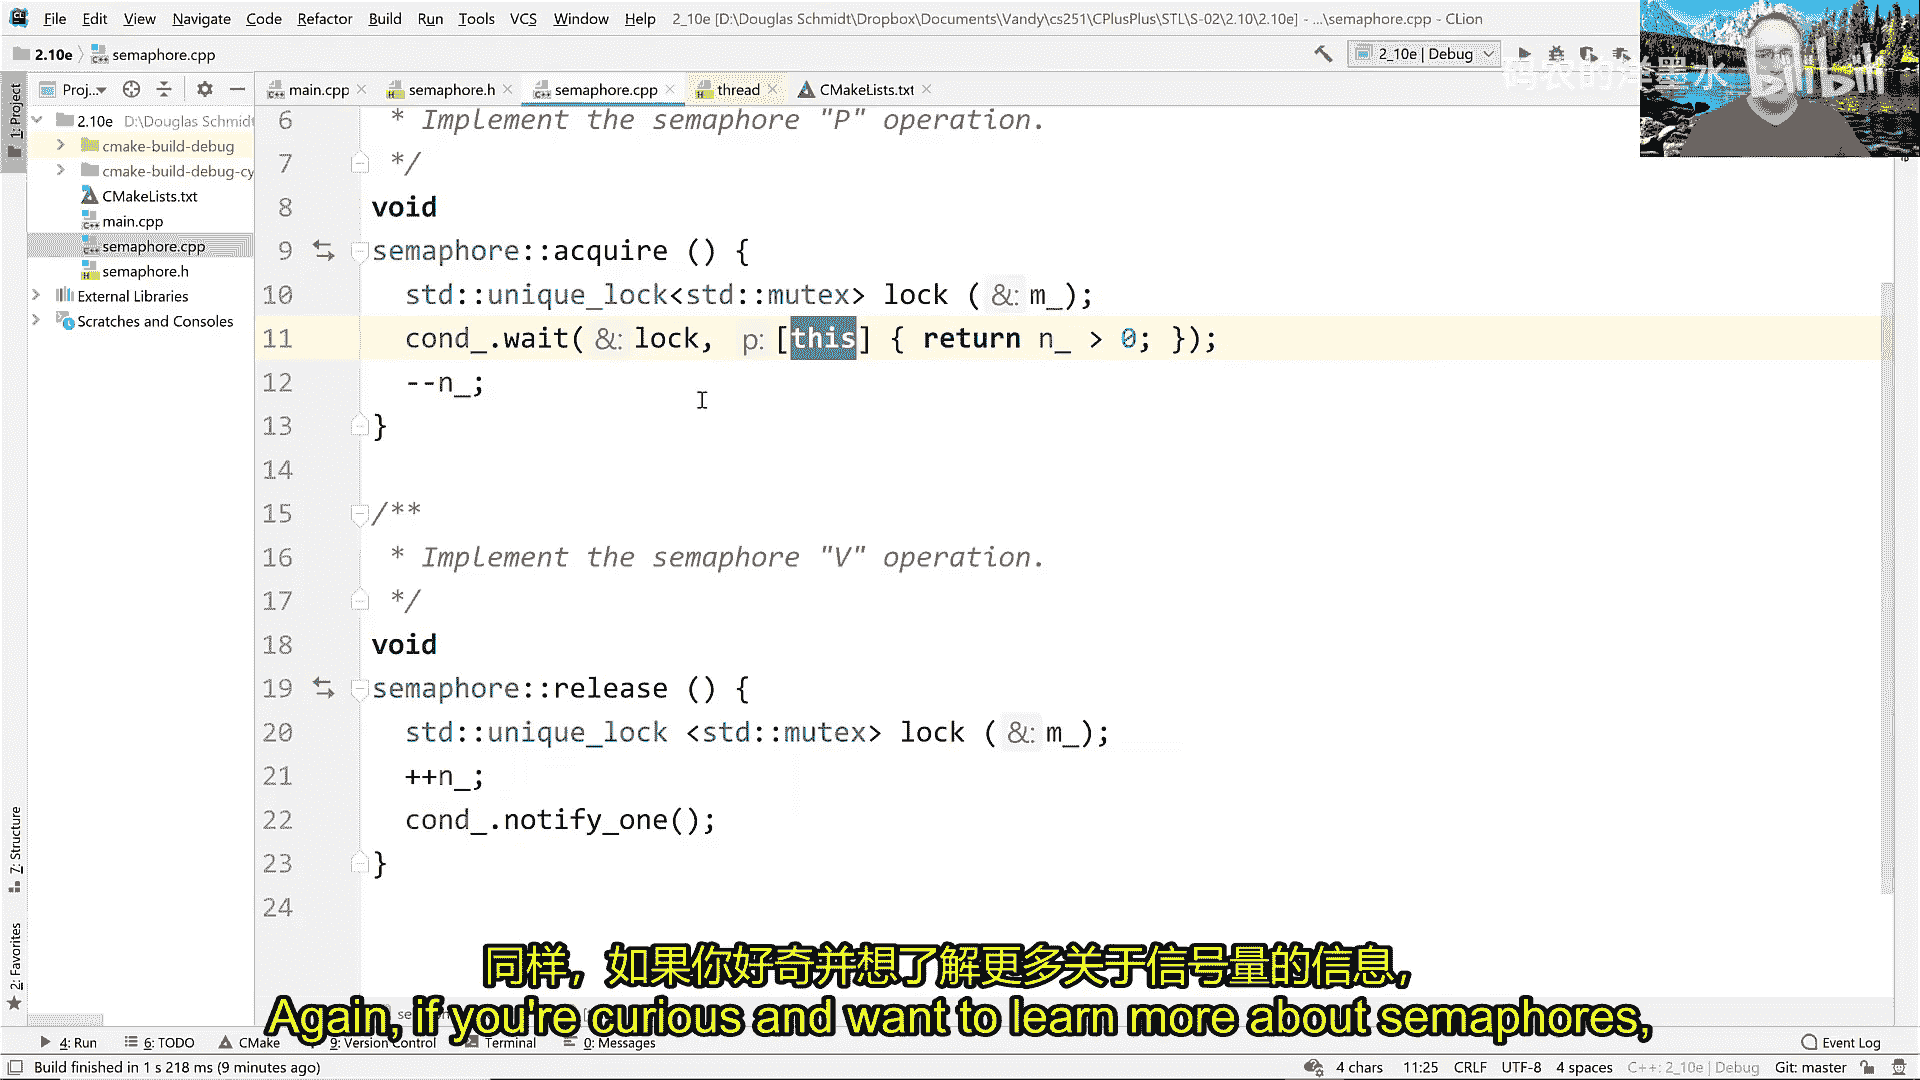 File Edit View Navigate Code Refactor Build Run Tools VCS Window Help 2_10e [D:\Douglas Schmidt\Dropbox\Documents\Vandy\cs251\CPlusPlus\STL\S-02\2.10\2.10e] - ...\semaphore.cpp - CLion
2.10e semaphore.cpp 2_10e | Debug
码农的洋墨水 bilibili
1: Project
Proj... main.cpp semaphore.h semaphore.cpp thread CMakeLists.txt
2.10e D:\Douglas Schmidt
cmake-build-debug
cmake-build-debug-cy
CMakeLists.txt
main.cpp
semaphore.cpp
semaphore.h
External Libraries
Scratches and Consoles
6 * Implement the semaphore "P" operation.
7 */
8 void
9 semaphore::acquire () {
10 std::unique_lock<std::mutex> lock ( &: m_);
11 cond_.wait( &: lock, p: [this] { return n_ > 0; });
12 --n_;
13 }
14
15 /**
16 * Implement the semaphore "V" operation.
17 */
18 void
19 semaphore::release () {
20 std::unique_lock <std::mutex> lock ( &: m_);
21 ++n_;
22 cond_.notify_one();
23 }
24
7: Structure
2: Favorites
同样，如果你好奇并想了解更多关于信号量的信息，
Again, if you're curious and want to learn more about semaphores,
4: Run 6: TODO CMake 9: Version Control Terminal 0: Messages Event Log
Build finished in 1 s 218 ms (9 minutes ago) 4 chars 11:25 CRLF UTF-8 4 spaces C++: 2_10e | Debug Git: master